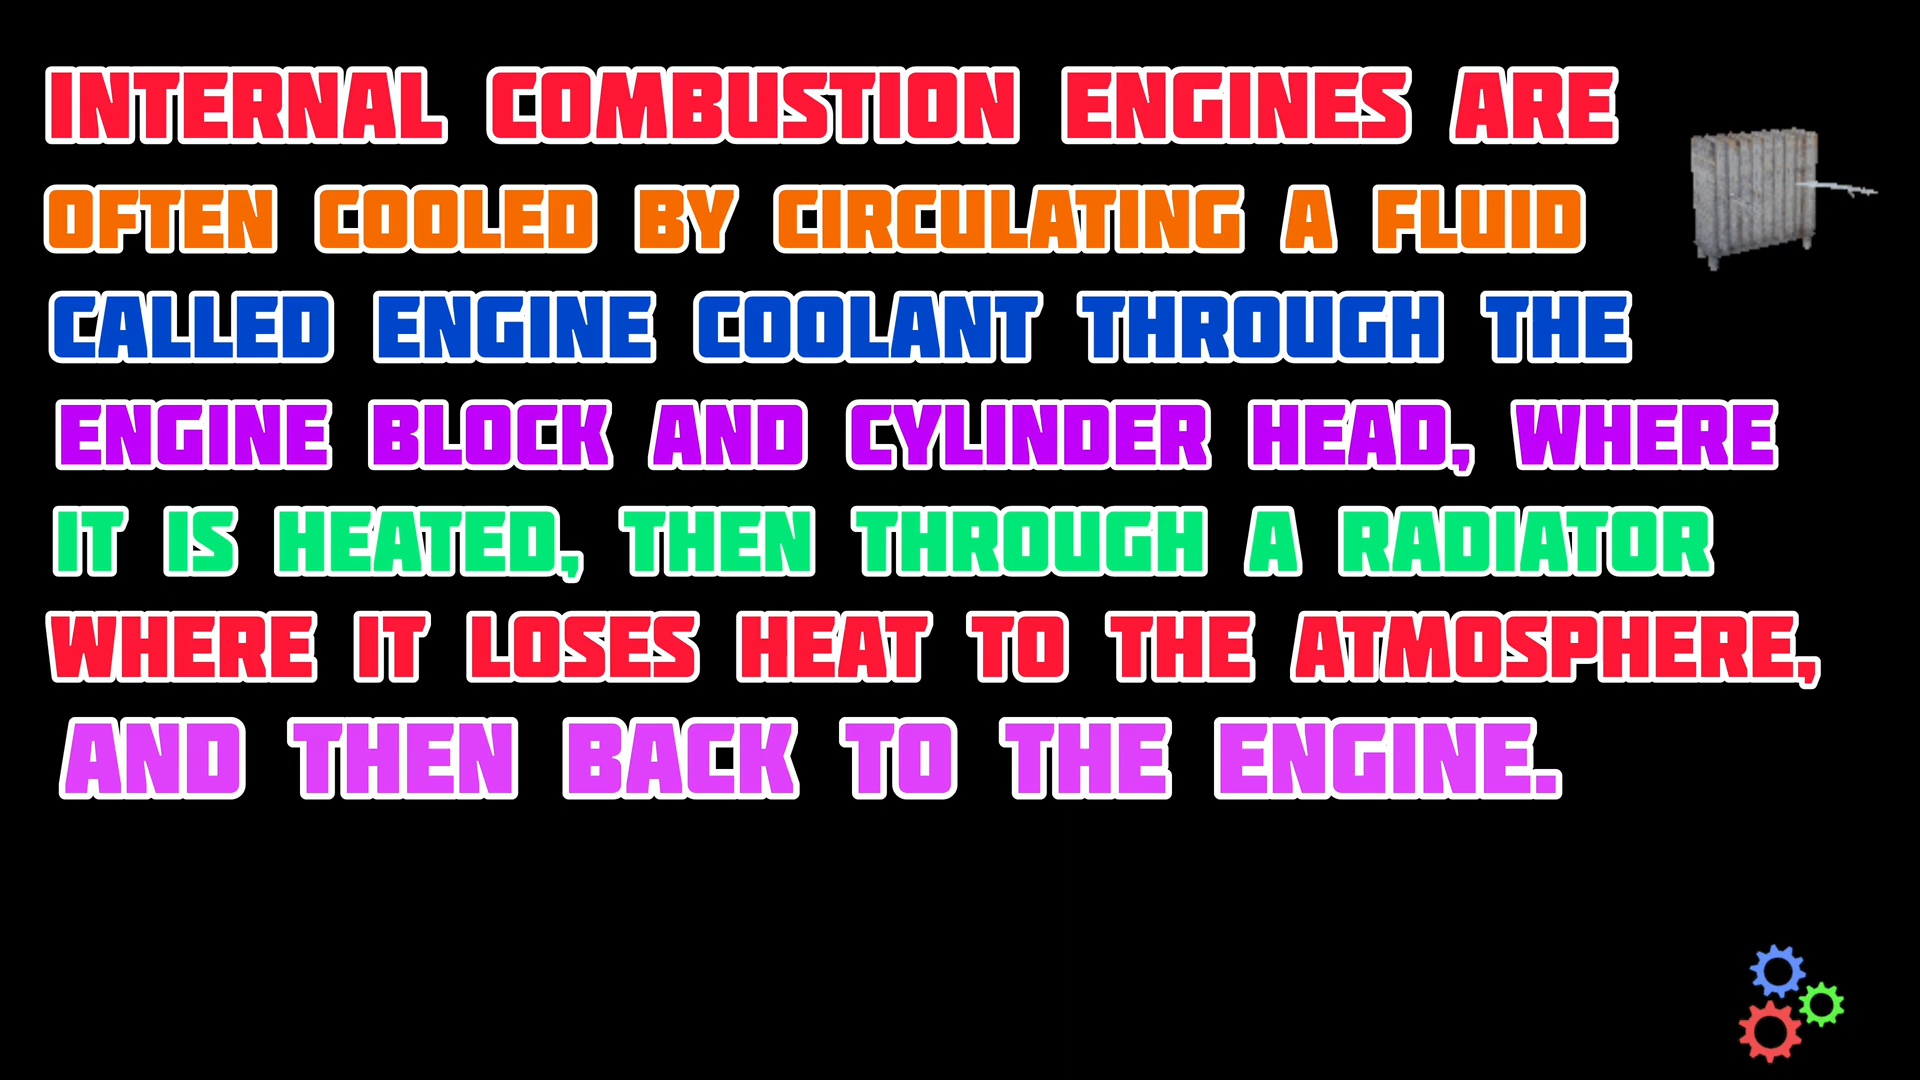 INTERNAL COMBUSTION ENGINES ARE
OFTEN COOLED BY CIRCULATING A FLUID
CALLED ENGINE COOLANT THROUGH THE
ENGINE BLOCK AND CYLINDER HEAD, WHERE
IT IS HEATED, THEN THROUGH A RADIATOR
WHERE IT LOSES HEAT TO THE ATMOSPHERE,
AND THEN BACK TO THE ENGINE.